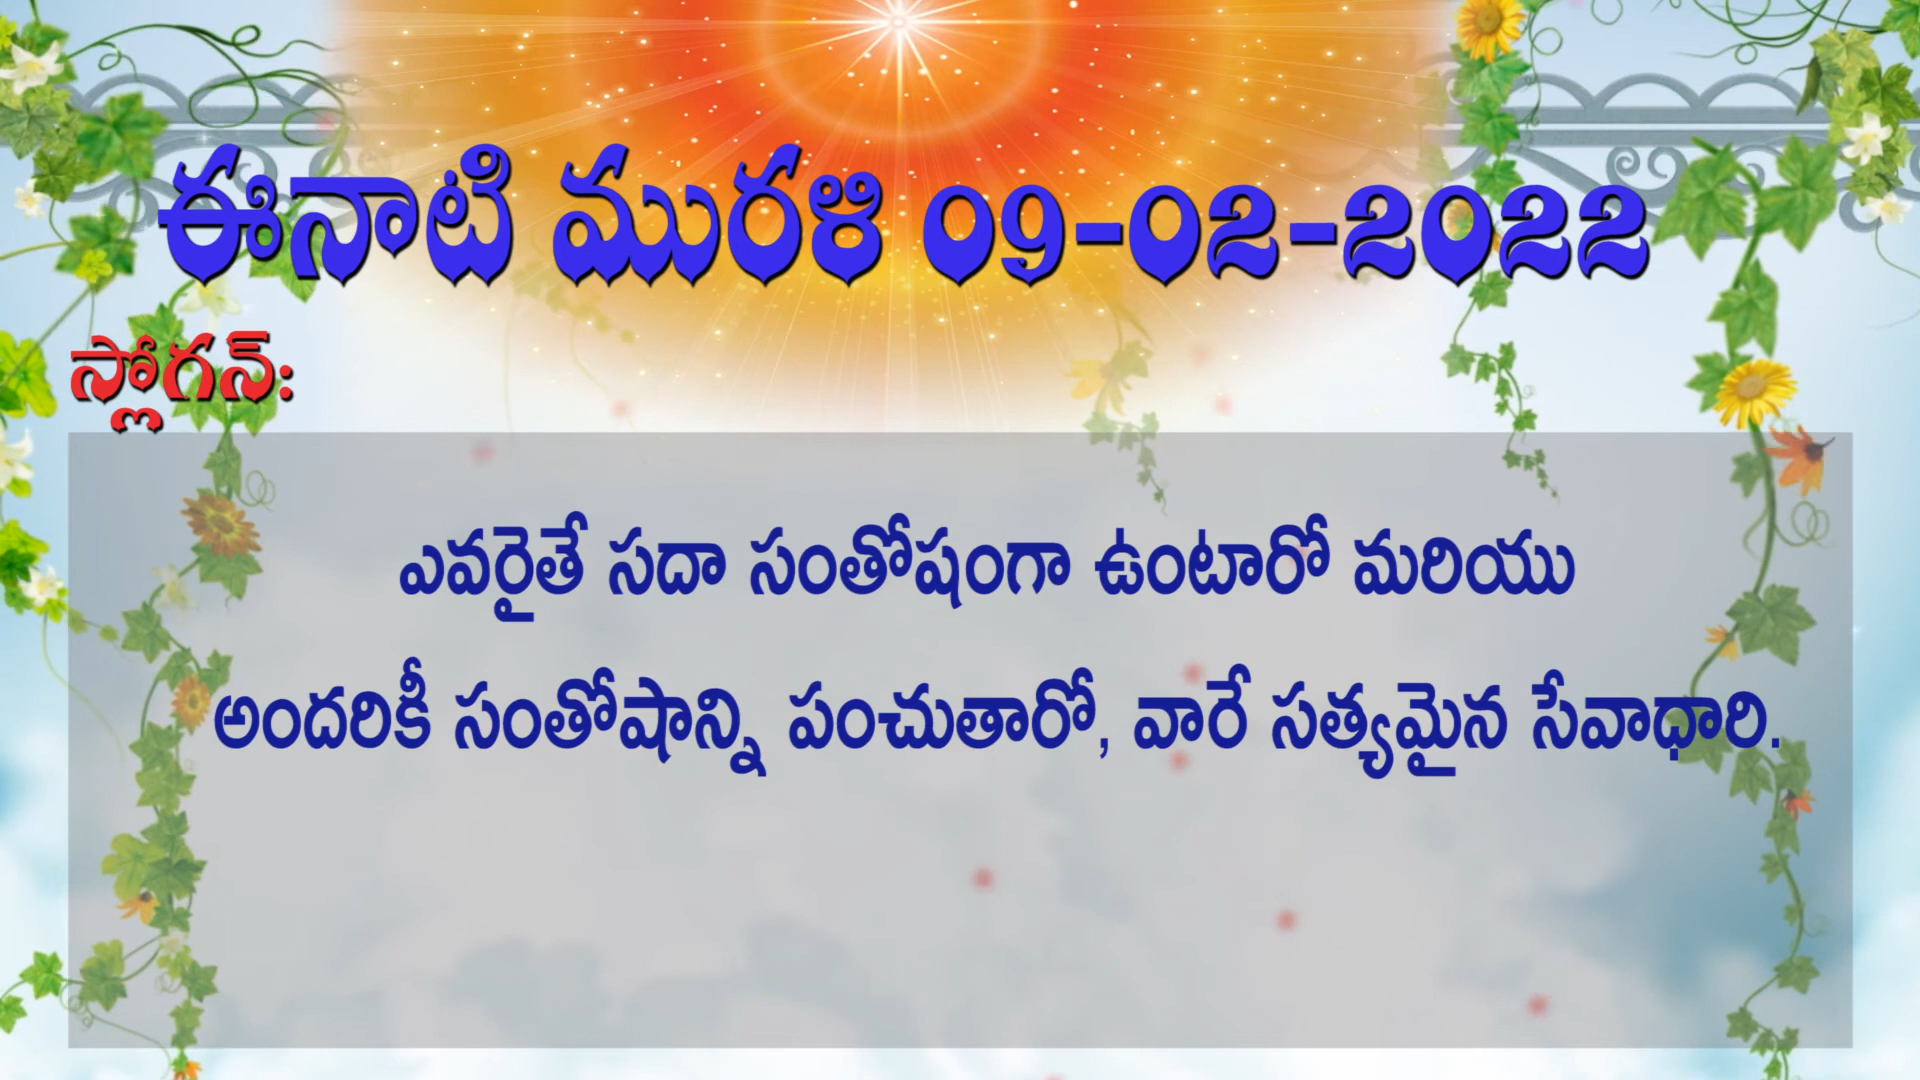 ఈనాటి మురళి 09-02-2022
స్లోగన్:
ఎవరైతే సదా సంతోషంగా ఉంటారో మరియు
అందరికీ సంతోషాన్ని పంచుతారో, వారే సత్యమైన సేవాధారి.